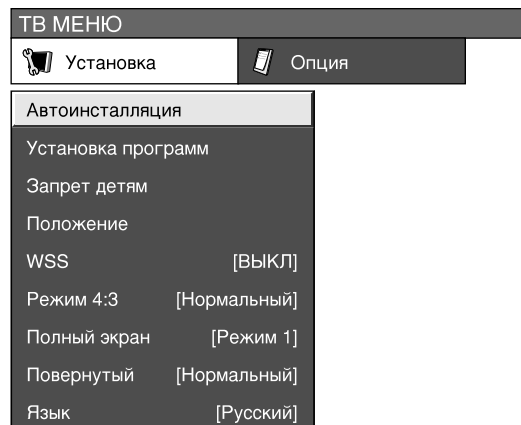 ТВ МЕНЮ
Установка Опция
Автоинсталляция
Установка программ
Запрет детям
Положение
WSS [ВЫКЛ]
Режим 4:3 [Нормальный]
Полный экран [Режим 1]
Повернутый [Нормальный]
Язык [Русский]